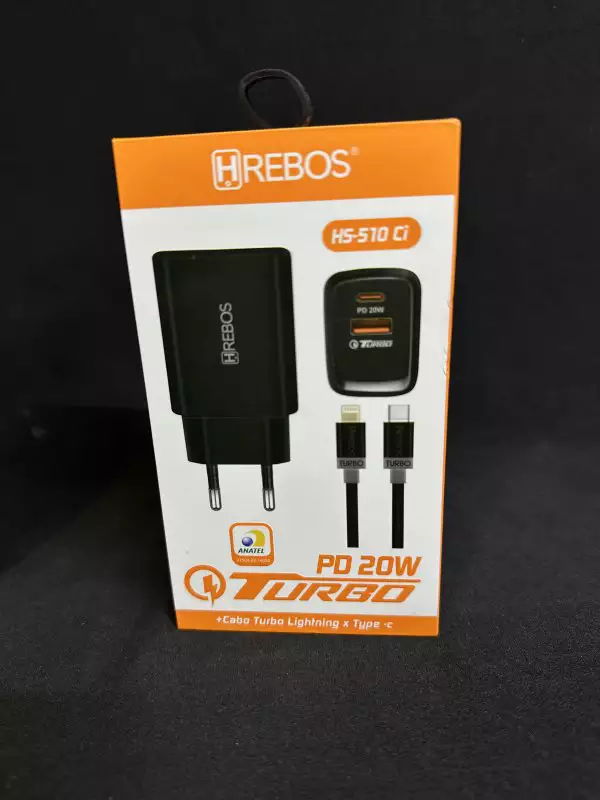 HREBOS®
HS-510 Ci
HREBOS
PD 20W
TURBO
TURBO
TURBO
ANATEL
PD 20W
TURBO
+Cabo Turbo Lightning x Type -c